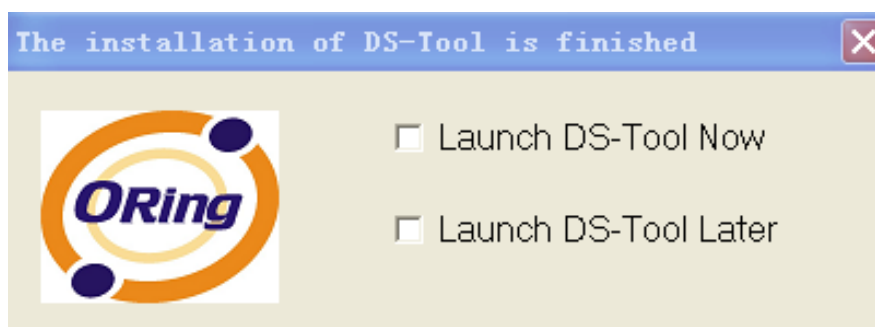 The installation of DS-Tool is finished
ORing
Launch DS-Tool Now
Launch DS-Tool Later